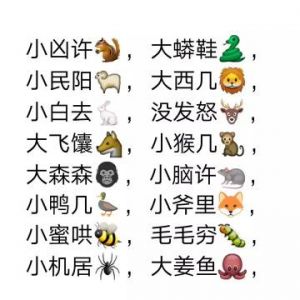 小凶许🐿️，大蟒鞋🐍，
小民阳🐑，大西几🦁，
小白去🐇，没发怒🦌，
大飞馕🐺，小猴几🐒，
大森森🦍，小脑许🐀，
小鸭几🦆，小斧里🦊，
小蜜哄🐝，毛毛穷🐛，
小机居🕷️，大姜鱼🐙，